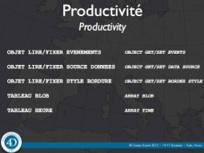 Productivité
Productivity
OBJET LIRE/FIXER EVENEMENTS OBJECT GET/SET EVENTS
OBJET LIRE/FIXER SOURCE DONNEES OBJECT GET/SET DATA SOURCE
OBJET LIRE/FIXER STYLE BORDURE OBJECT GET/SET BORDER STYLE
TABLEAU BLOB ARRAY BLOB
TABLEAU HEURE ARRAY TIME
4D